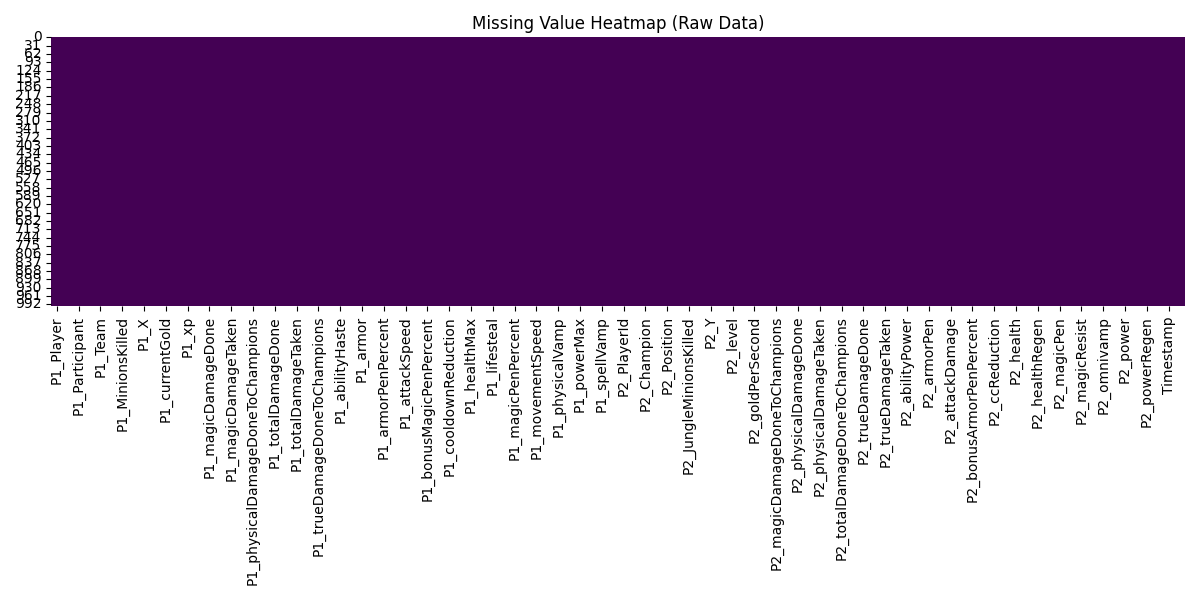 Missing Value Heatmap (Raw Data)
0
31
62
93
124
155
186
217
248
279
310
341
372
403
434
465
496
527
558
589
620
651
682
713
744
775
806
837
868
899
930
961
992
P1_Player
P1_Participant
P1_Team
P1_MinionsKilled
P1_X
P1_currentGold
P1_xp
P1_magicDamageDone
P1_magicDamageTaken
P1_physicalDamageDoneToChampions
P1_totalDamageDone
P1_totalDamageTaken
P1_trueDamageDoneToChampions
P1_abilityHaste
P1_armor
P1_armorPenPercent
P1_attackSpeed
P1_bonusMagicPenPercent
P1_cooldownReduction
P1_healthMax
P1_lifesteal
P1_magicPenPercent
P1_movementSpeed
P1_physicalVamp
P1_powerMax
P1_spellVamp
P2_PlayerId
P2_Champion
P2_Position
P2_JungleMinionsKilled
P2_Y
P2_level
P2_goldPerSecond
P2_magicDamageDoneToChampions
P2_physicalDamageDone
P2_physicalDamageTaken
P2_totalDamageDoneToChampions
P2_trueDamageDone
P2_trueDamageTaken
P2_abilityPower
P2_armorPen
P2_attackDamage
P2_bonusArmorPenPercent
P2_ccReduction
P2_health
P2_healthRegen
P2_magicPen
P2_magicResist
P2_omnivamp
P2_power
P2_powerRegen
Timestamp